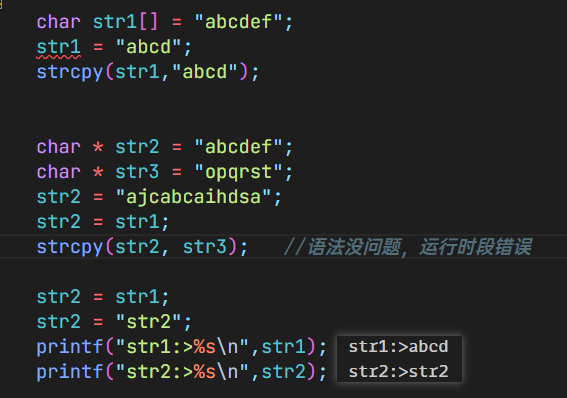 char str1[] = "abcdef";
str1 = "abcd";
strcpy(str1,"abcd");
char * str2 = "abcdef";
char * str3 = "opqrst";
str2 = "ajcabcaihdsa";
str2 = str1;
strcpy(str2, str3);   //语法没问题，运行时段错误
str2 = str1;
str2 = "str2";
printf("str1:>%s\n",str1);  str1:>abcd
printf("str2:>%s\n",str2);  str2:>str2